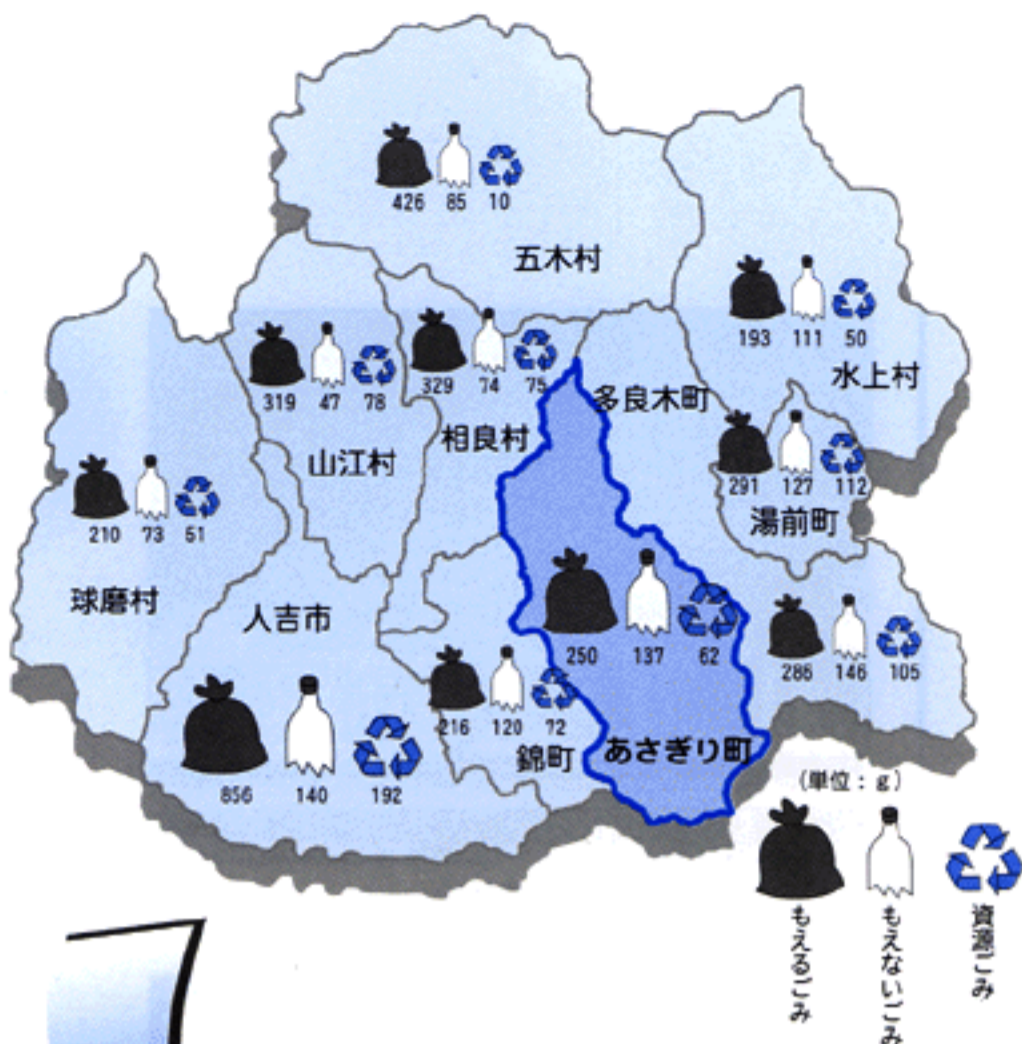 426 85 10
五木村
193 111 50
水上村
319 47 78
山江村
329 74 75
相良村
多良木町
291 127 112
湯前町
210 73 51
球磨村
人吉市
856 140 192
216 120 72
錦町
250 137 62
あさぎり町
286 146 105
(単位：g)
もえるごみ
もえないごみ
資源ごみ